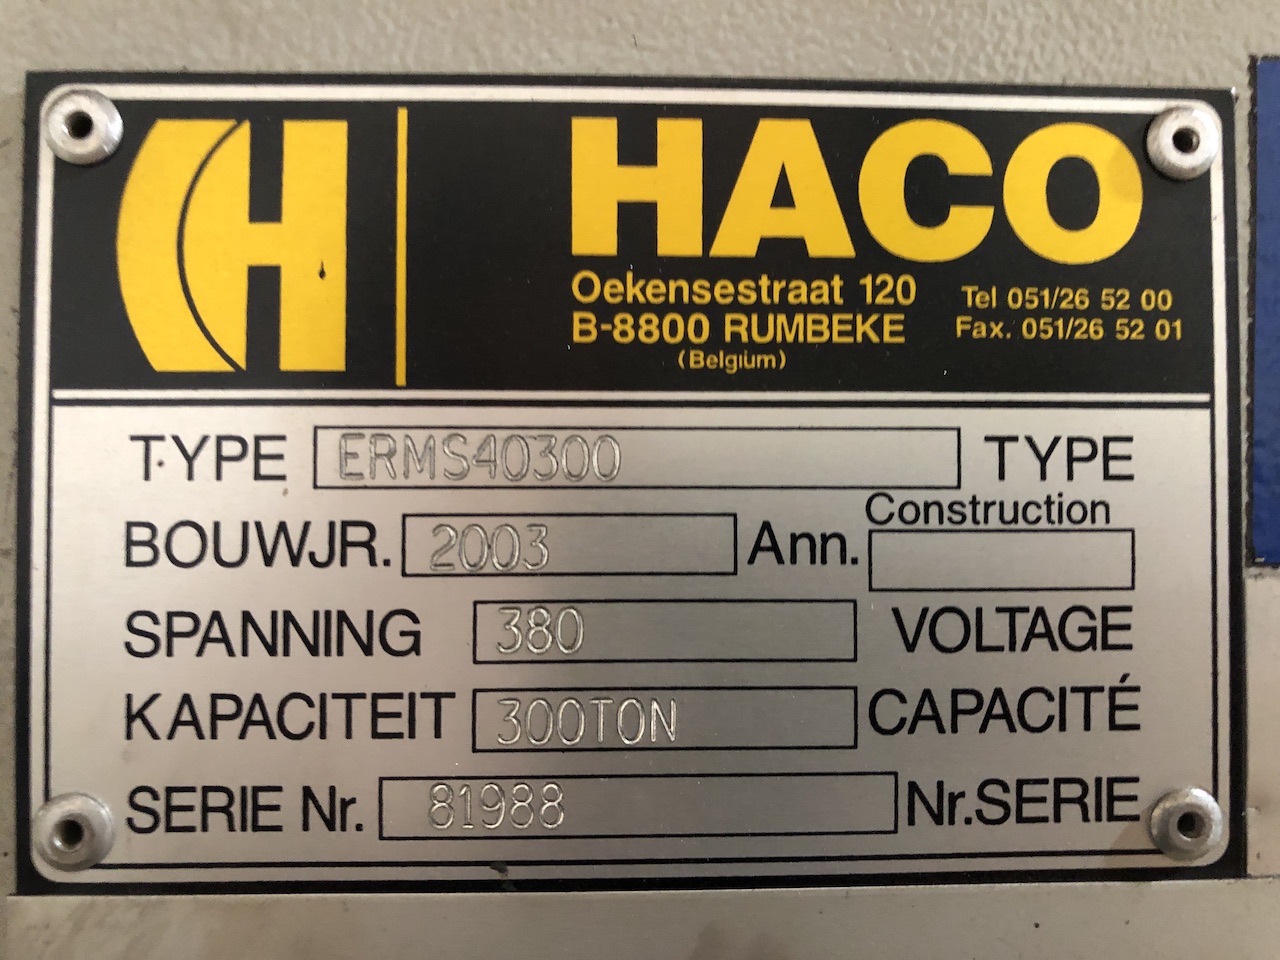 HACO
Oekensestraat 120
B-8800 RUMBEKE
(Belgium)
Tel 051/26 52 00
Fax. 051/26 52 01
TYPE ERMS40300 TYPE
BOUWJR. 2003 Ann. Construction
SPANNING 380 VOLTAGE
KAPACITEIT 300TON CAPACITÉ
SERIE Nr. 81988 Nr.SERIE